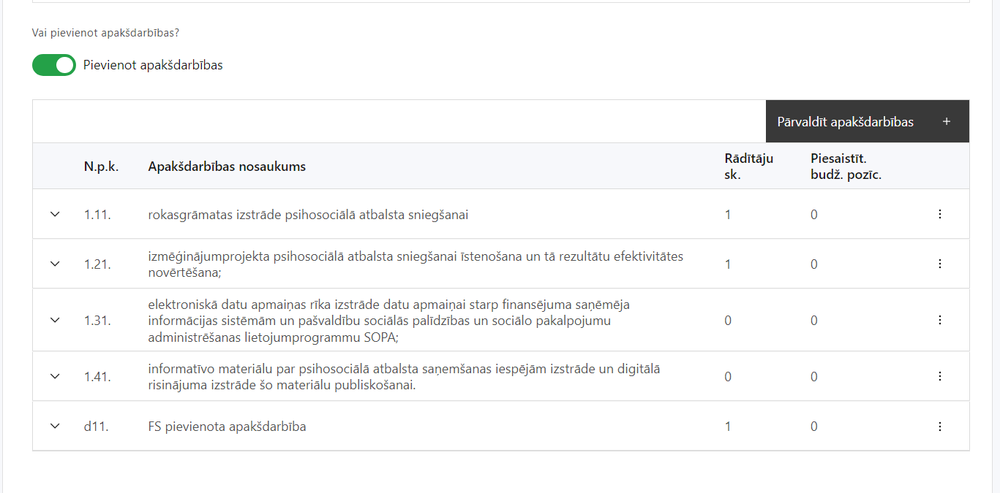 Vai pievienot apakšdarbības?
Pievienot apakšdarbības
Pārvaldīt apakšdarbības +
N.p.k. Apakšdarbības nosaukums Rādītāju sk. Piesaistīt. budž. pozīc.
1.11. rokasgrāmatas izstrāde psihosociālā atbalsta sniegšanai 1 0
1.21. izmēģinājumprojekta psihosociālā atbalsta sniegšanai īstenošana un tā rezultātu efektivitātes
novērtēšana; 1 0
1.31. elektroniskā datu apmaiņas rīka izstrāde datu apmaiņai starp finansējuma saņēmēja
informācijas sistēmām un pašvaldību sociālās palīdzības un sociālo pakalpojumu
administrēšanas lietojumprogrammu SOPA; 0 0
1.41. informatīvo materiālu par psihosociālā atbalsta saņemšanas iespējām izstrāde un digitālā
risinājuma izstrāde šo materiālu publiskošanai. 0 0
d11. FS pievienota apakšdarbība 1 0